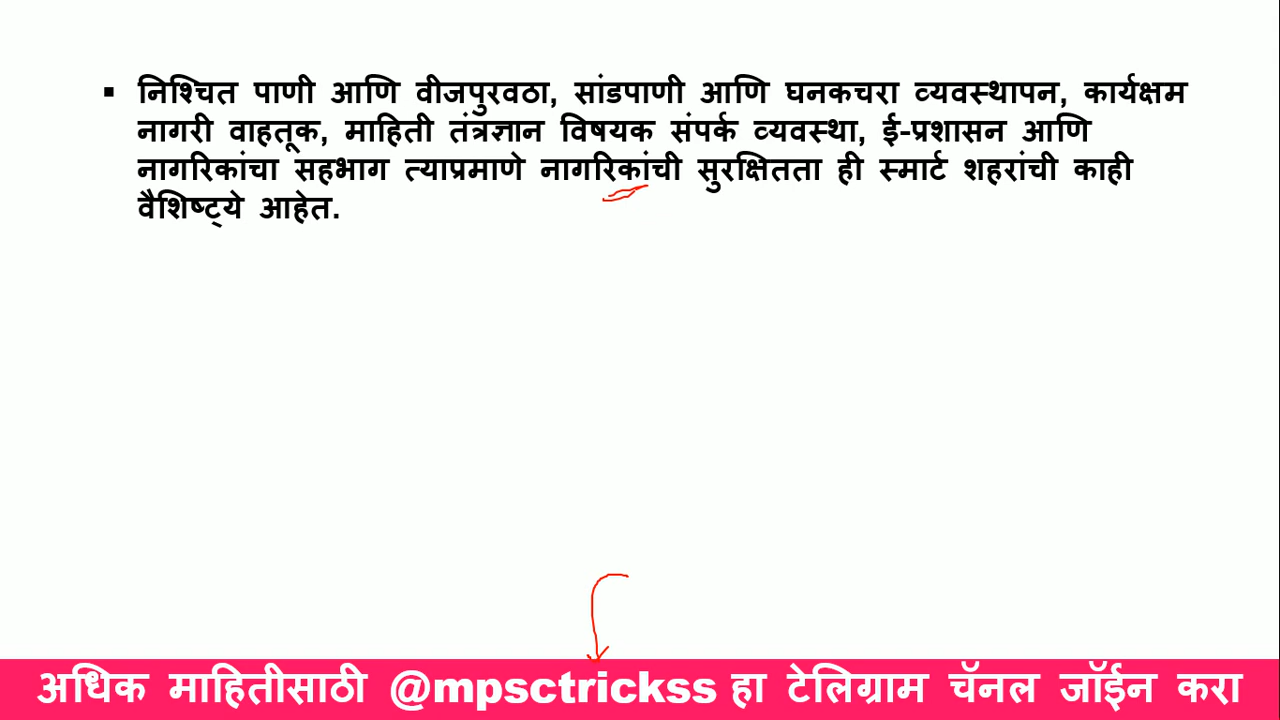 ▪ निश्चित पाणी आणि वीजपुरवठा, सांडपाणी आणि घनकचरा व्यवस्थापन, कार्यक्षम
नागरी वाहतूक, माहिती तंत्रज्ञान विषयक संपर्क व्यवस्था, ई-प्रशासन आणि
नागरिकांचा सहभाग त्याप्रमाणे नागरिकांची सुरक्षितता ही स्मार्ट शहरांची काही
वैशिष्ट्ये आहेत.
अधिक माहितीसाठी @mpsctrickss हा टेलिग्राम चॅनल जॉईन करा